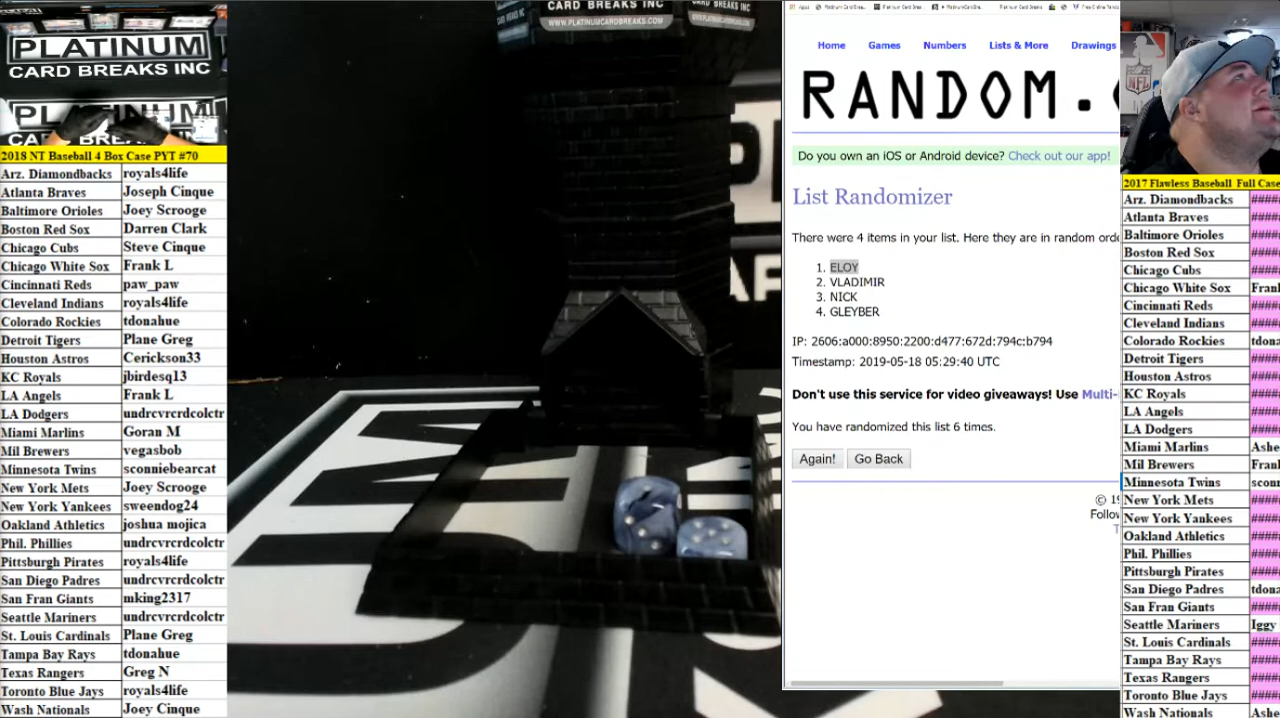 PLATINUM
CARD BREAKS INC
PLATINUM
2018 NT Baseball 4 Box Case PYT #70
Arz. Diamondbacks royals4life
Atlanta Braves Joseph Cinque
Baltimore Orioles Joey Scrooge
Boston Red Sox Darren Clark
Chicago Cubs Steve Cinque
Chicago White Sox Frank L
Cincinnati Reds paw_paw
Cleveland Indians royals4life
Colorado Rockies tdonahue
Detroit Tigers Plane Greg
Houston Astros Cerickson33
KC Royals jbirdesq13
LA Angels Frank L
LA Dodgers undrcvrcrdcolctr
Miami Marlins Goran M
Mil Brewers vegasbob
Minnesota Twins sconniebearcat
New York Mets Joey Scrooge
New York Yankees sweendog24
Oakland Athletics joshua mojica
Phil. Phillies undrcvrcrdcolctr
Pittsburgh Pirates royals4life
San Diego Padres undrcvrcrdcolctr
San Fran Giants mking2317
Seattle Mariners undrcvrcrdcolctr
St. Louis Cardinals Plane Greg
Tampa Bay Rays tdonahue
Texas Rangers Greg N
Toronto Blue Jays royals4life
Wash Nationals Joey Cinque
CARD BREAKS INC
WWW.PLATINUMCARDBREAKS.COM
Apps
Home Games Numbers Lists & More Drawings
RANDOM.
Do you own an iOS or Android device? Check out our app!
List Randomizer
There were 4 items in your list. Here they are in random orde
1. ELOY
2. VLADIMIR
3. NICK
4. GLEYBER
IP: 2606:a000:8950:2200:d477:672d:794c:b794
Timestamp: 2019-05-18 05:29:40 UTC
Don't use this service for video giveaways! Use Multi-
You have randomized this list 6 times.
Again! Go Back
© 19
Follow
T
NFL
2017 Flawless Baseball Full Case
Arz. Diamondbacks ####
Atlanta Braves ####
Baltimore Orioles ####
Boston Red Sox ####
Chicago Cubs ####
Chicago White Sox Frank
Cincinnati Reds ####
Cleveland Indians ####
Colorado Rockies tdona
Detroit Tigers ####
Houston Astros ####
KC Royals ####
LA Angels ####
LA Dodgers ####
Miami Marlins Ashe
Mil Brewers Frank
Minnesota Twins sconn
New York Mets ####
New York Yankees ####
Oakland Athletics ####
Phil. Phillies ####
Pittsburgh Pirates ####
San Diego Padres tdona
San Fran Giants ####
Seattle Mariners Iggy
St. Louis Cardinals ####
Tampa Bay Rays ####
Texas Rangers ####
Toronto Blue Jays ####
Wash Nationals Ashe